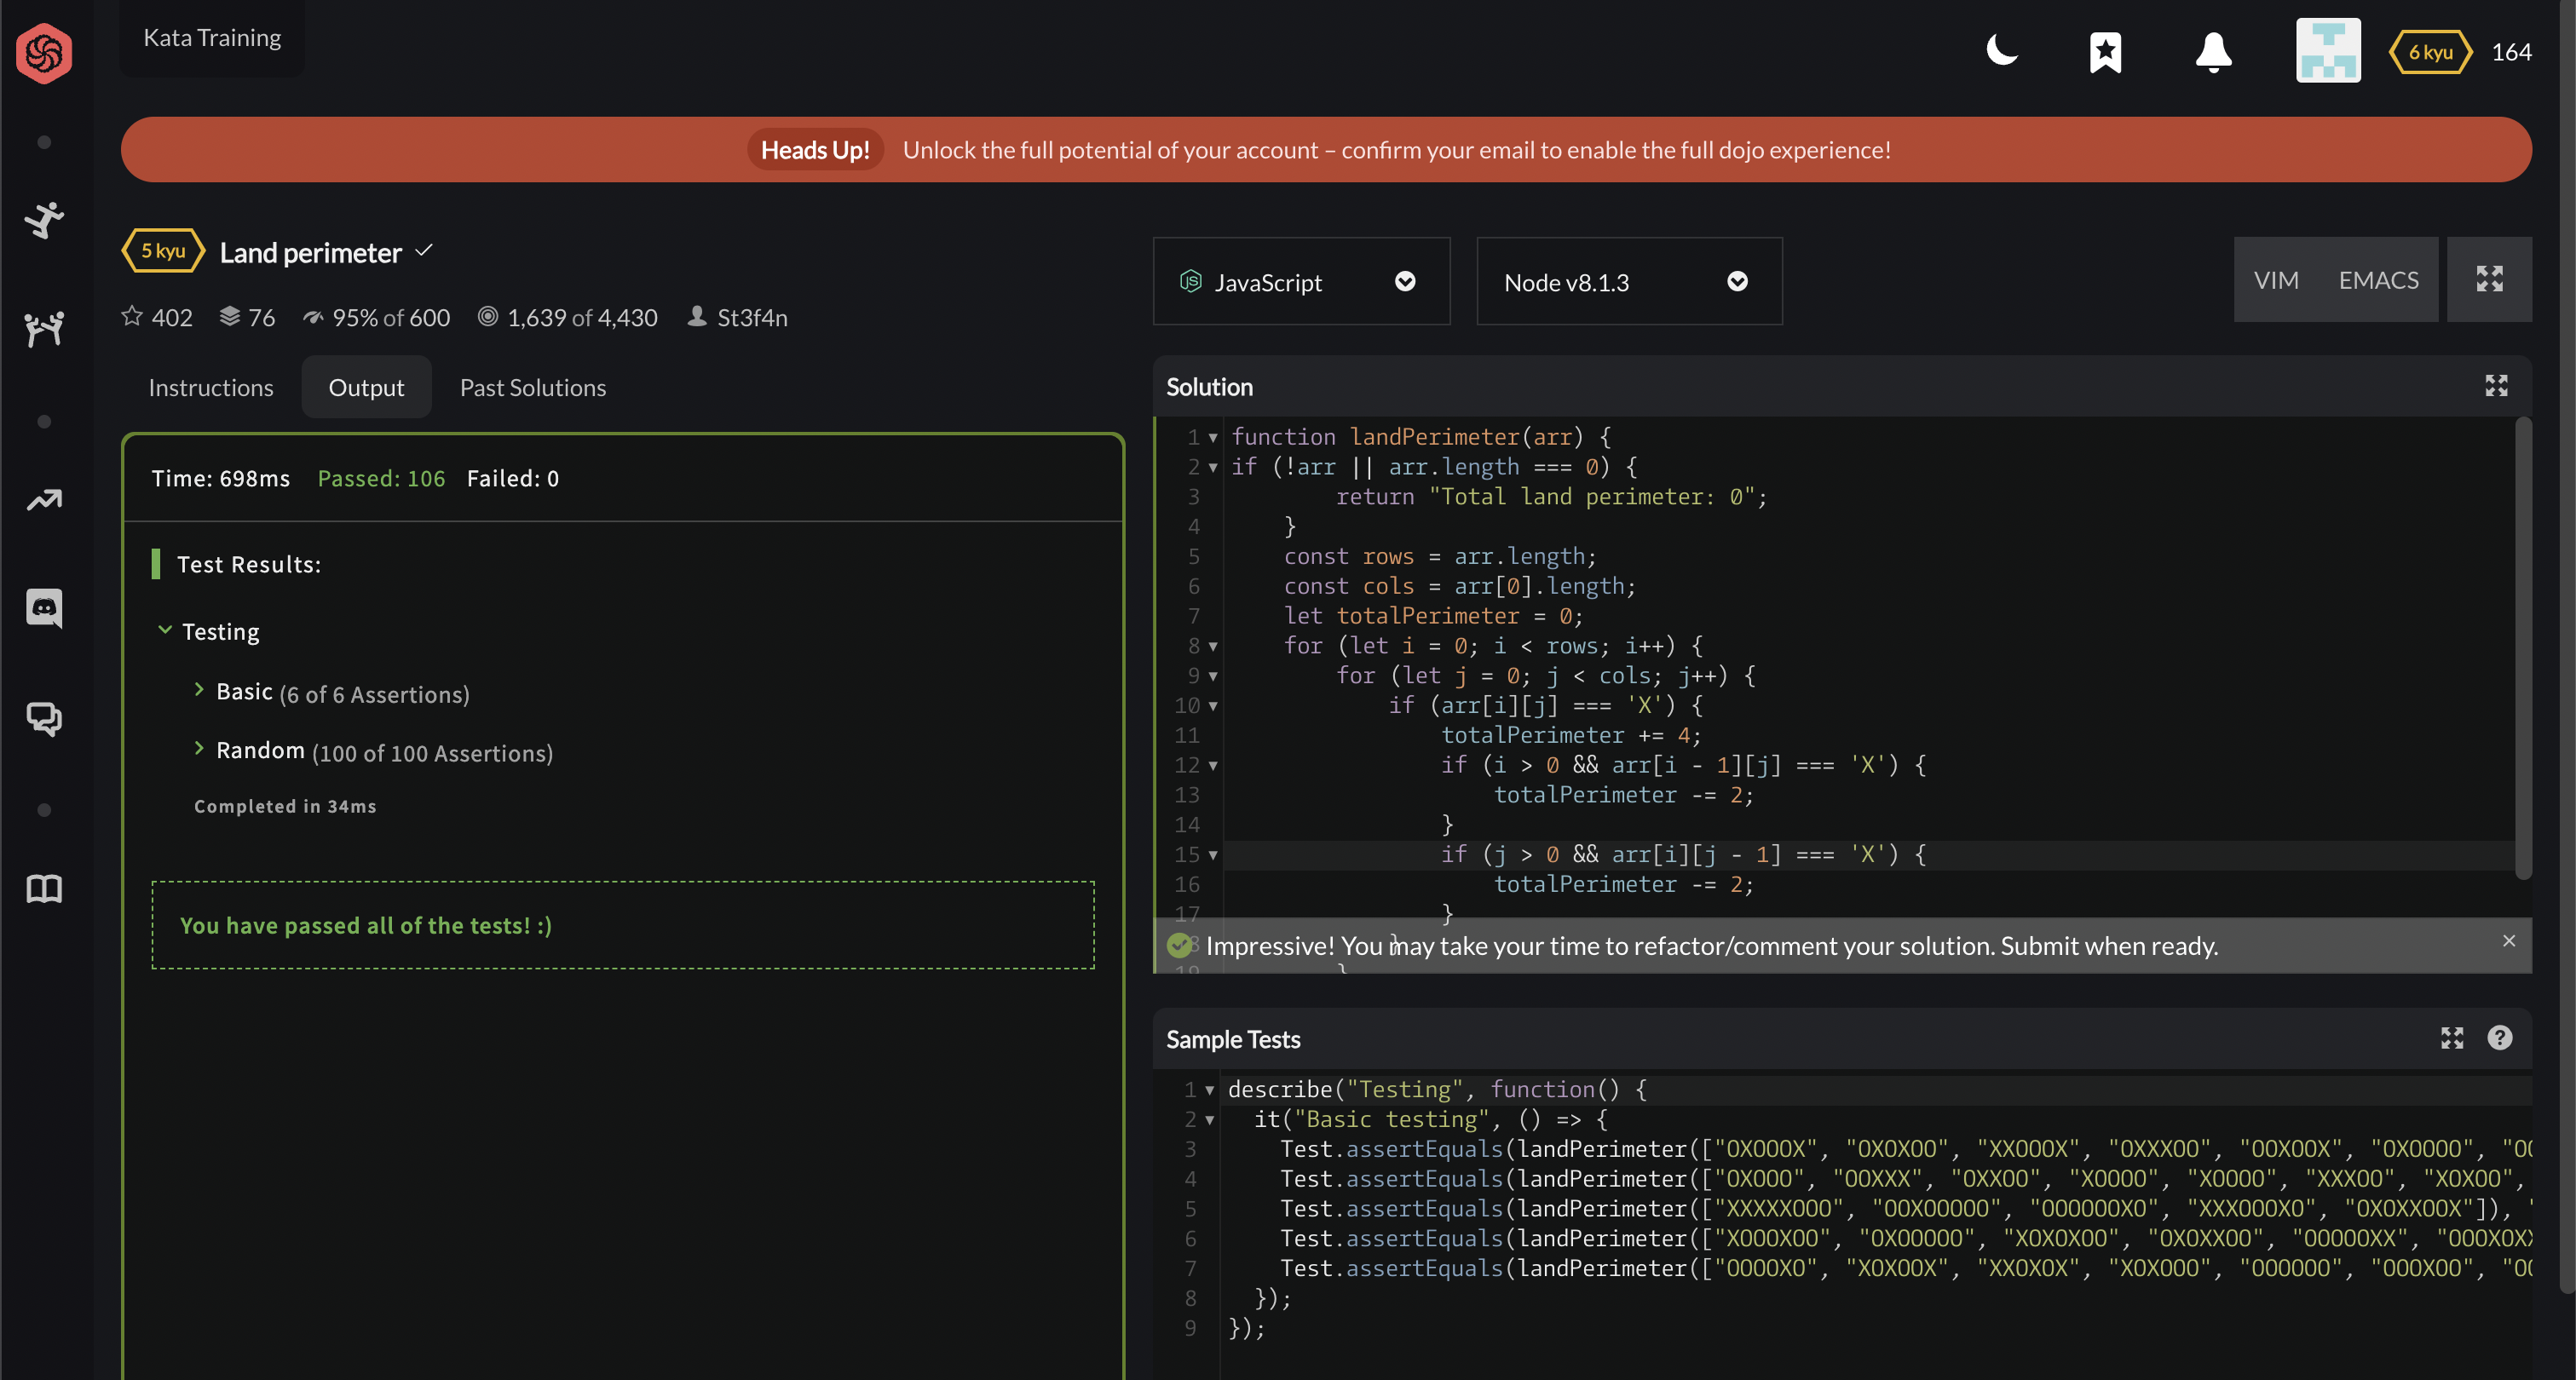 Kata Training
6 kyu
164
Heads Up! Unlock the full potential of your account – confirm your email to enable the full dojo experience!
5 kyu Land perimeter
402 76 95% of 600 1,639 of 4,430 St3f4n
Instructions Output Past Solutions
Time: 698ms Passed: 106 Failed: 0
Test Results:
Testing
Basic (6 of 6 Assertions)
Random (100 of 100 Assertions)
Completed in 34ms
You have passed all of the tests! :)
JavaScript
Node v8.1.3
VIM EMACS
Solution
1 function landPerimeter(arr) {
2 if (!arr || arr.length === 0) {
3 return "Total land perimeter: 0";
4 }
5 const rows = arr.length;
6 const cols = arr[0].length;
7 let totalPerimeter = 0;
8 for (let i = 0; i < rows; i++) {
9 for (let j = 0; j < cols; j++) {
10 if (arr[i][j] === 'X') {
11 totalPerimeter += 4;
12 if (i > 0 && arr[i - 1][j] === 'X') {
13 totalPerimeter -= 2;
14 }
15 if (j > 0 && arr[i][j - 1] === 'X') {
16 totalPerimeter -= 2;
17 }
Impressive! You may take your time to refactor/comment your solution. Submit when ready.
Sample Tests
1 describe("Testing", function() {
2 it("Basic testing", () => {
3 Test.assertEquals(landPerimeter(["OXOOOX", "OXOXOO", "XXOOOX", "OXXXOO", "OOXOOX", "OXOOOO", "OO
4 Test.assertEquals(landPerimeter(["OXOOO", "OOXXX", "OXXOO", "XOOOO", "XOOOO", "XXXOO", "XOXOO",
5 Test.assertEquals(landPerimeter(["XXXXXOOO", "OOXOOOOO", "OOOOOOXO", "XXXOOOXO", "OXOXXOOX"]), "
6 Test.assertEquals(landPerimeter(["XOOOXOO", "OXOOOOO", "XOXOXOO", "OXOXXOO", "OOOOOXX", "OOOXOXX
7 Test.assertEquals(landPerimeter(["OOOOXO", "XOXOOX", "XXOXOX", "XOXOOO", "OOOOOO", "OOOXOO", "OO
8 });
9 });